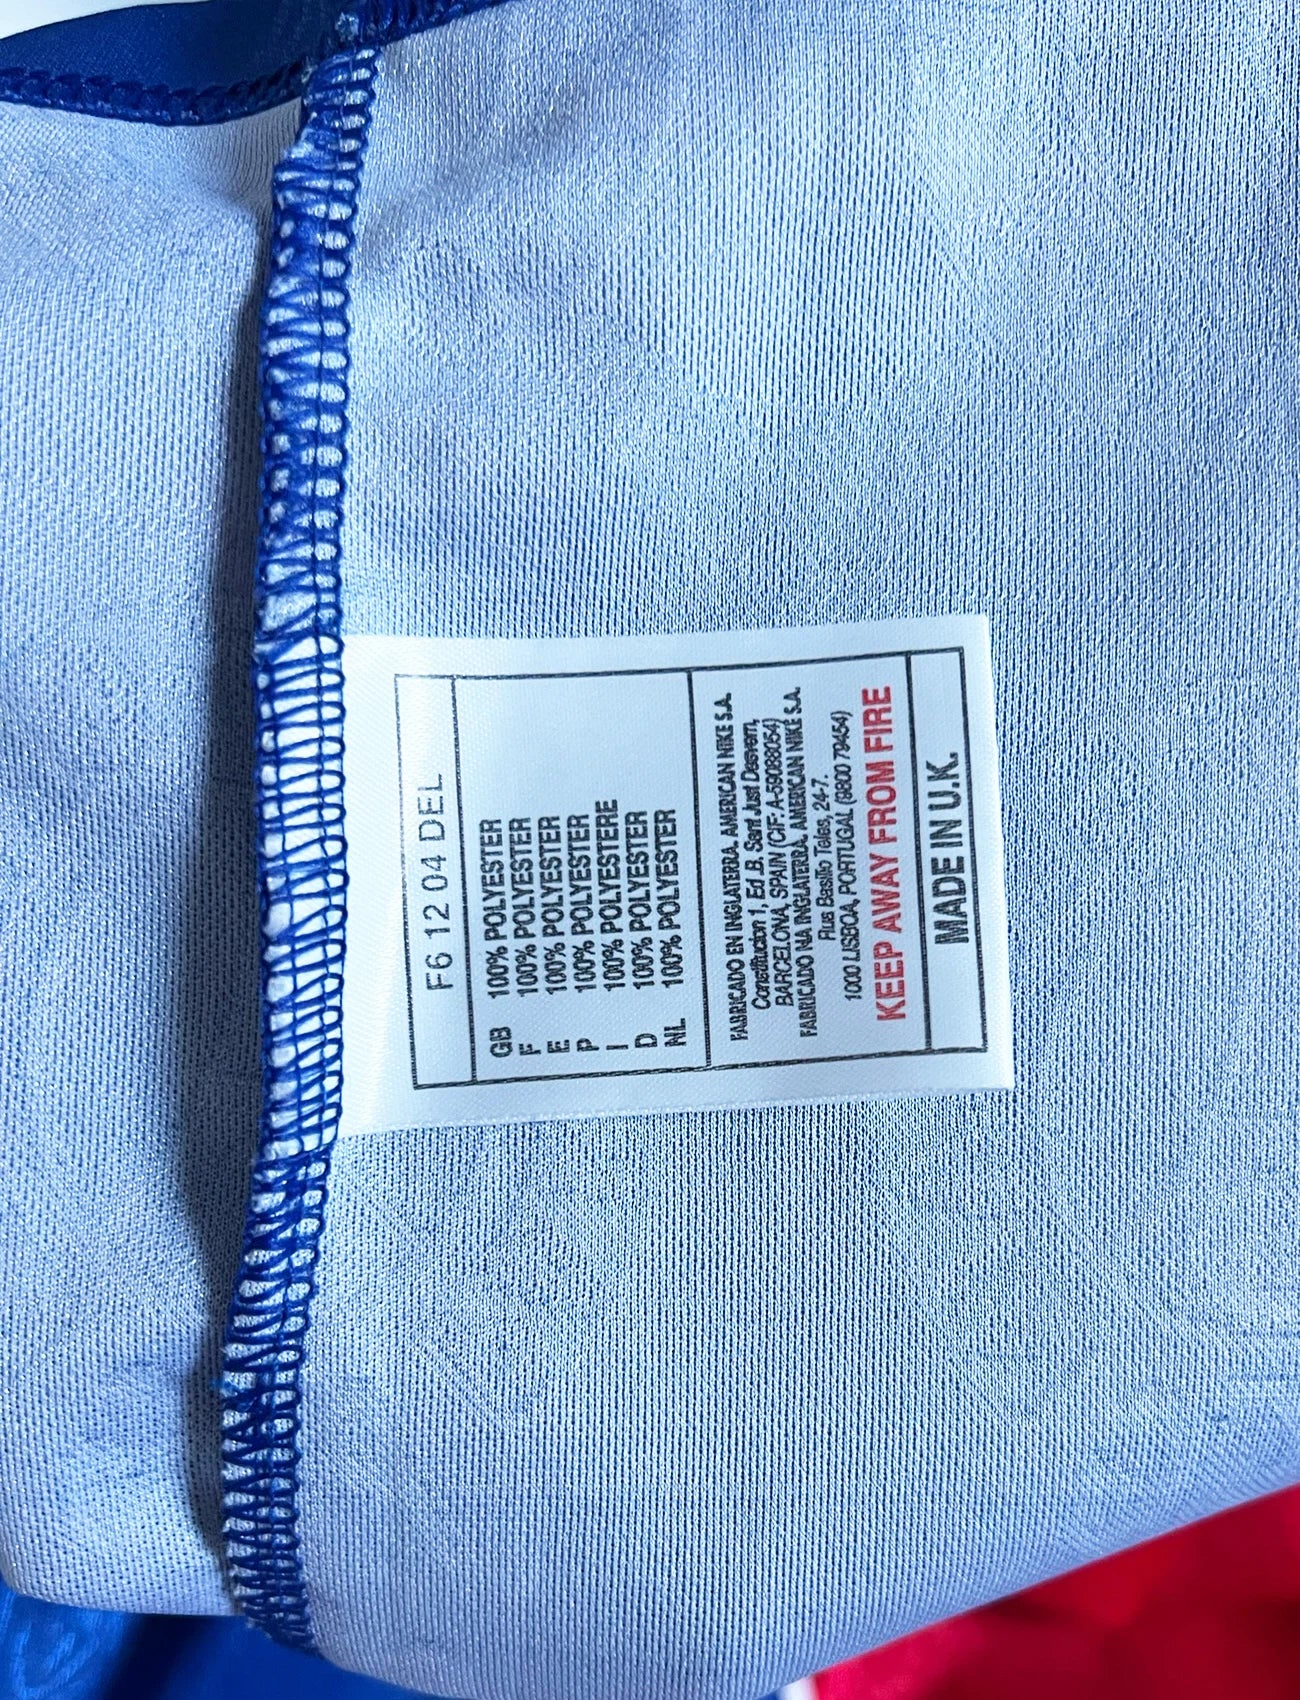 F6 12 04 DEL
GB 100% POLYESTER
F 100% POLYESTER
E 100% POLYESTER
P 100% POLYESTER
I 100% POLYESTERE
D 100% POLYESTER
NL 100% POLYESTER
FABRICADO EN INGLATERRA. AMERICAN NIKE S.A.
Constitucion 1, Ed .B. Sant Just Desvern,
BARCELONA, SPAIN (CIF: A-59088054)
FABRICADO NA INGLATERRA. AMERICAN NIKE S.A.
Rus Basilio Teles, 24-7.
1000 LISBOA, PORTUGAL (9800 79454)
KEEP AWAY FROM FIRE
MADE IN U.K.